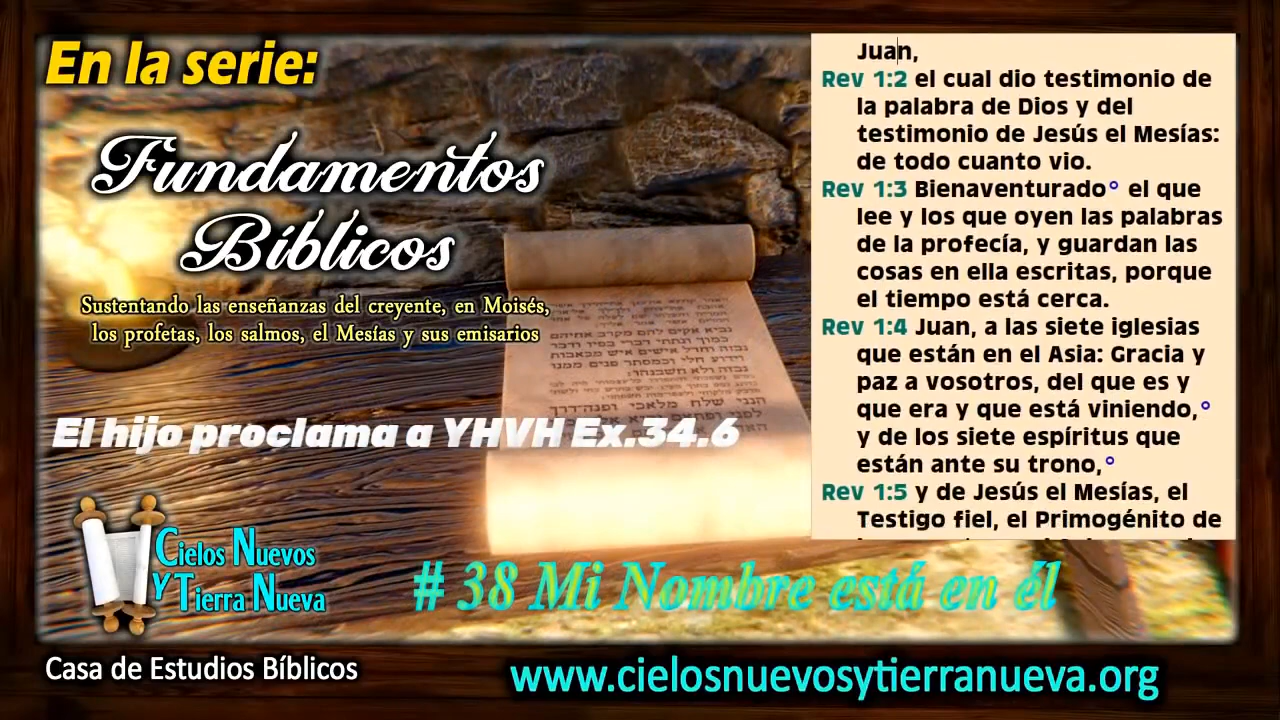 En la serie:
Fundamentos
Bíblicos
Sustentando las enseñanzas del creyente, en Moisés,
los profetas, los salmos, el Mesías y sus emisarios
El hijo proclama a YHVH Ex.34.6
Cielos Nuevos
Y Tierra Nueva
# 38 Mi Nombre está en él
Casa de Estudios Bíblicos
www.cielosnuevosytierranueva.org
Juan,
Rev 1:2 el cual dio testimonio de
la palabra de Dios y del
testimonio de Jesús el Mesías:
de todo cuanto vio.
Rev 1:3 Bienaventurado° el que
lee y los que oyen las palabras
de la profecía, y guardan las
cosas en ella escritas, porque
el tiempo está cerca.
Rev 1:4 Juan, a las siete iglesias
que están en el Asia: Gracia y
paz a vosotros, del que es y
que era y que está viniendo,°
y de los siete espíritus que
están ante su trono,°
Rev 1:5 y de Jesús el Mesías, el
Testigo fiel, el Primogénito de